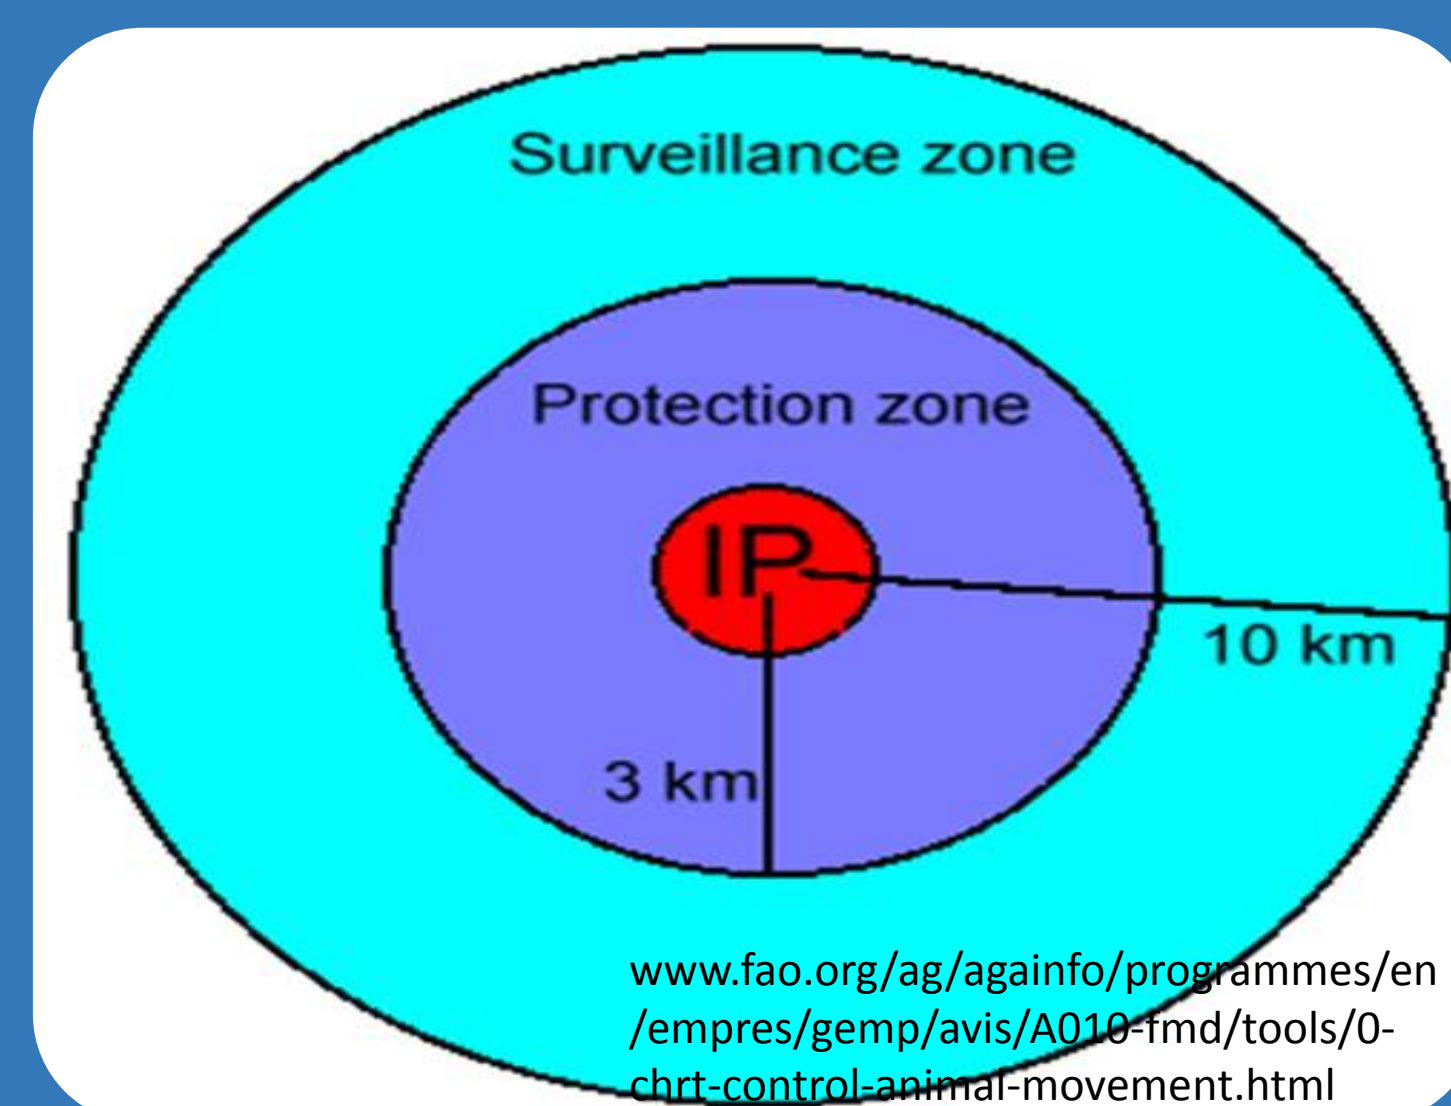 Surveillance zone
Protection zone
IP
10 km
3 km
www.fao.org/ag/againfo/programmes/en
/empres/gemp/avis/A010-fmd/tools/0-
chrt-control-animal-movement.html